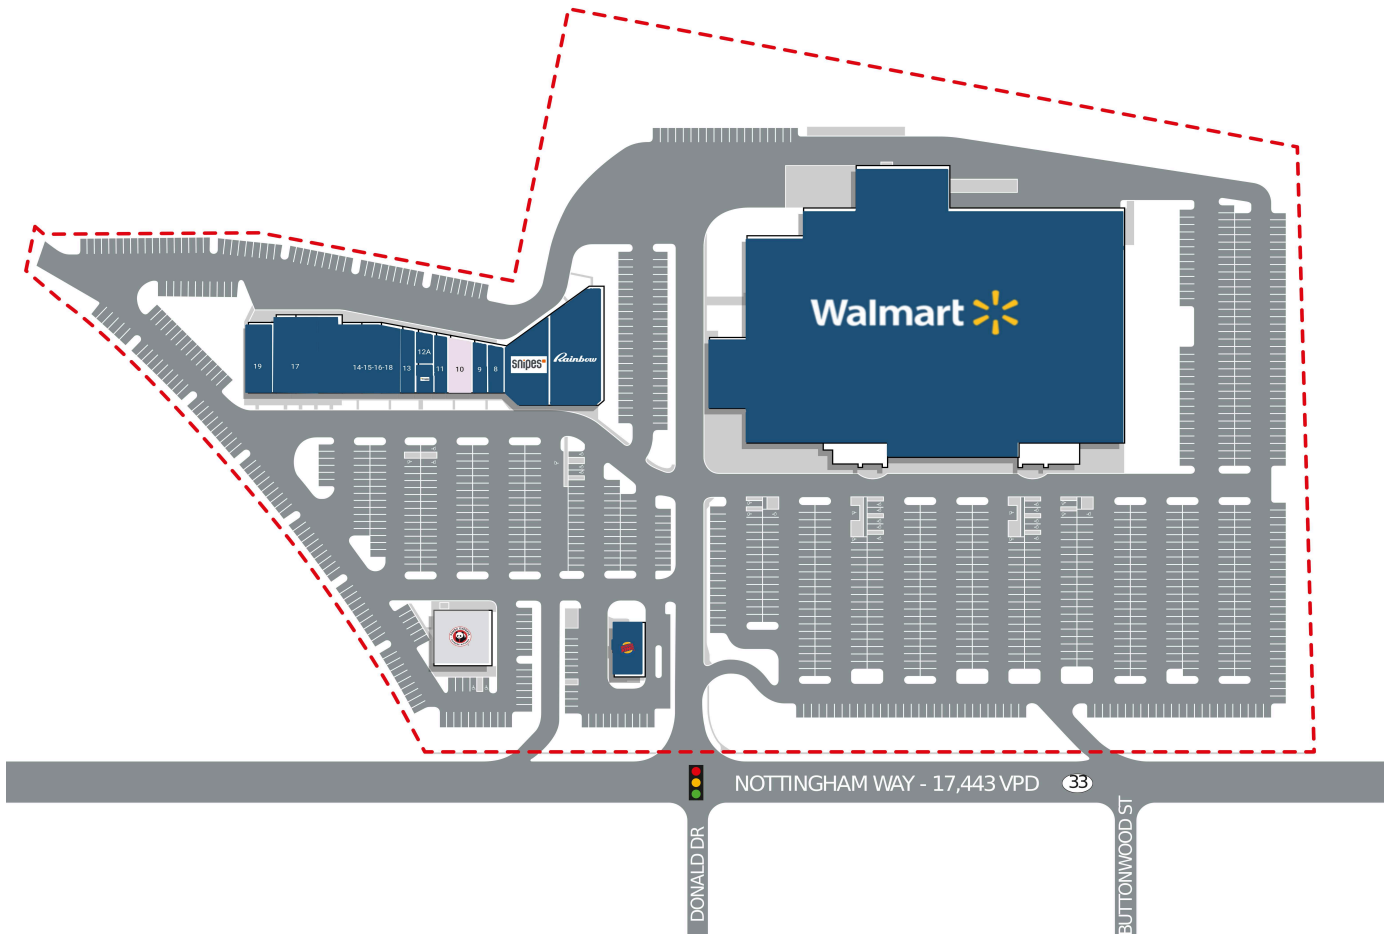 Walmart
Rainbow
snipes
12A
19
17
14-15-16-18
13
11
10
9
8
NOTTINGHAM WAY - 17,443 VPD
33
DONALD DR
BUTTONWOOD ST